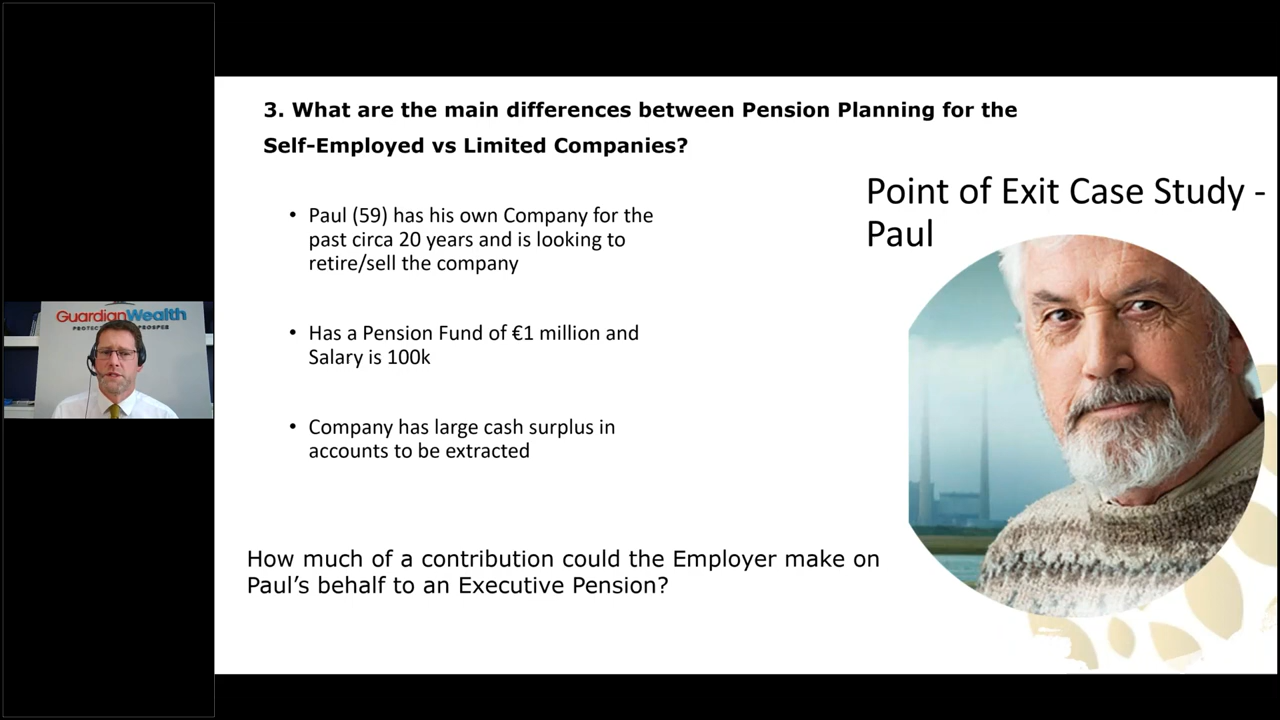 3. What are the main differences between Pension Planning for the
Self-Employed vs Limited Companies?
Point of Exit Case Study -
Paul
• Paul (59) has his own Company for the
past circa 20 years and is looking to
retire/sell the company
• Has a Pension Fund of €1 million and
Salary is 100k
• Company has large cash surplus in
accounts to be extracted
How much of a contribution could the Employer make on
Paul's behalf to an Executive Pension?
GuardianWealth